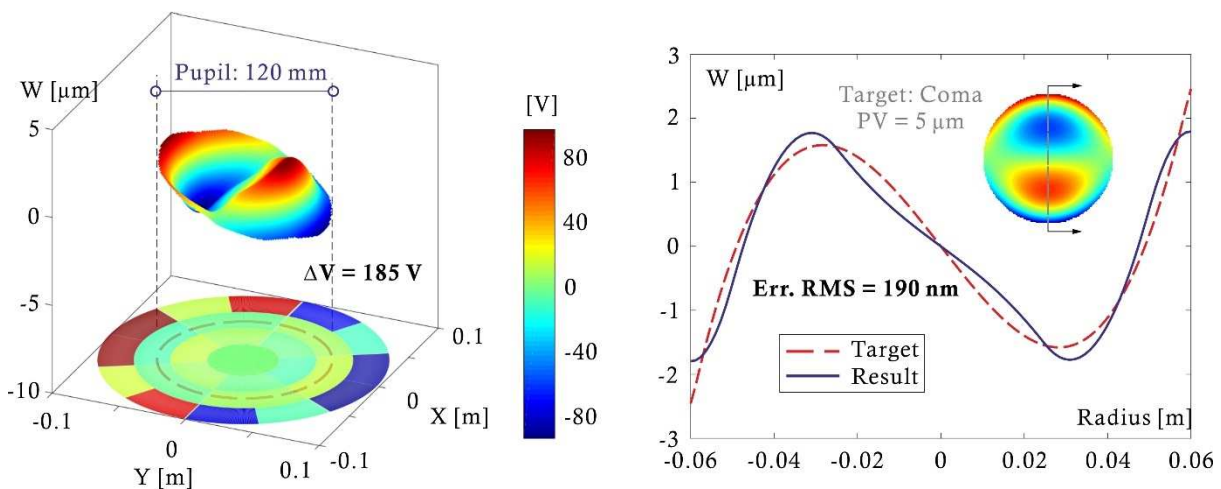 W [µm]
5
0
-5
-10
Pupil: 120 mm
ΔV = 185 V
-0.1
0
0.1
Y [m]
-0.1
0
0.1
X [m]
[V]
80
40
20
0
-40
-80
W [µm]
3
2
1
0
-1
-2
-3
Target: Coma
PV = 5 µm
Err. RMS = 190 nm
Target
Result
Radius [m]
-0.06
-0.04
-0.02
0
0.02
0.04
0.06